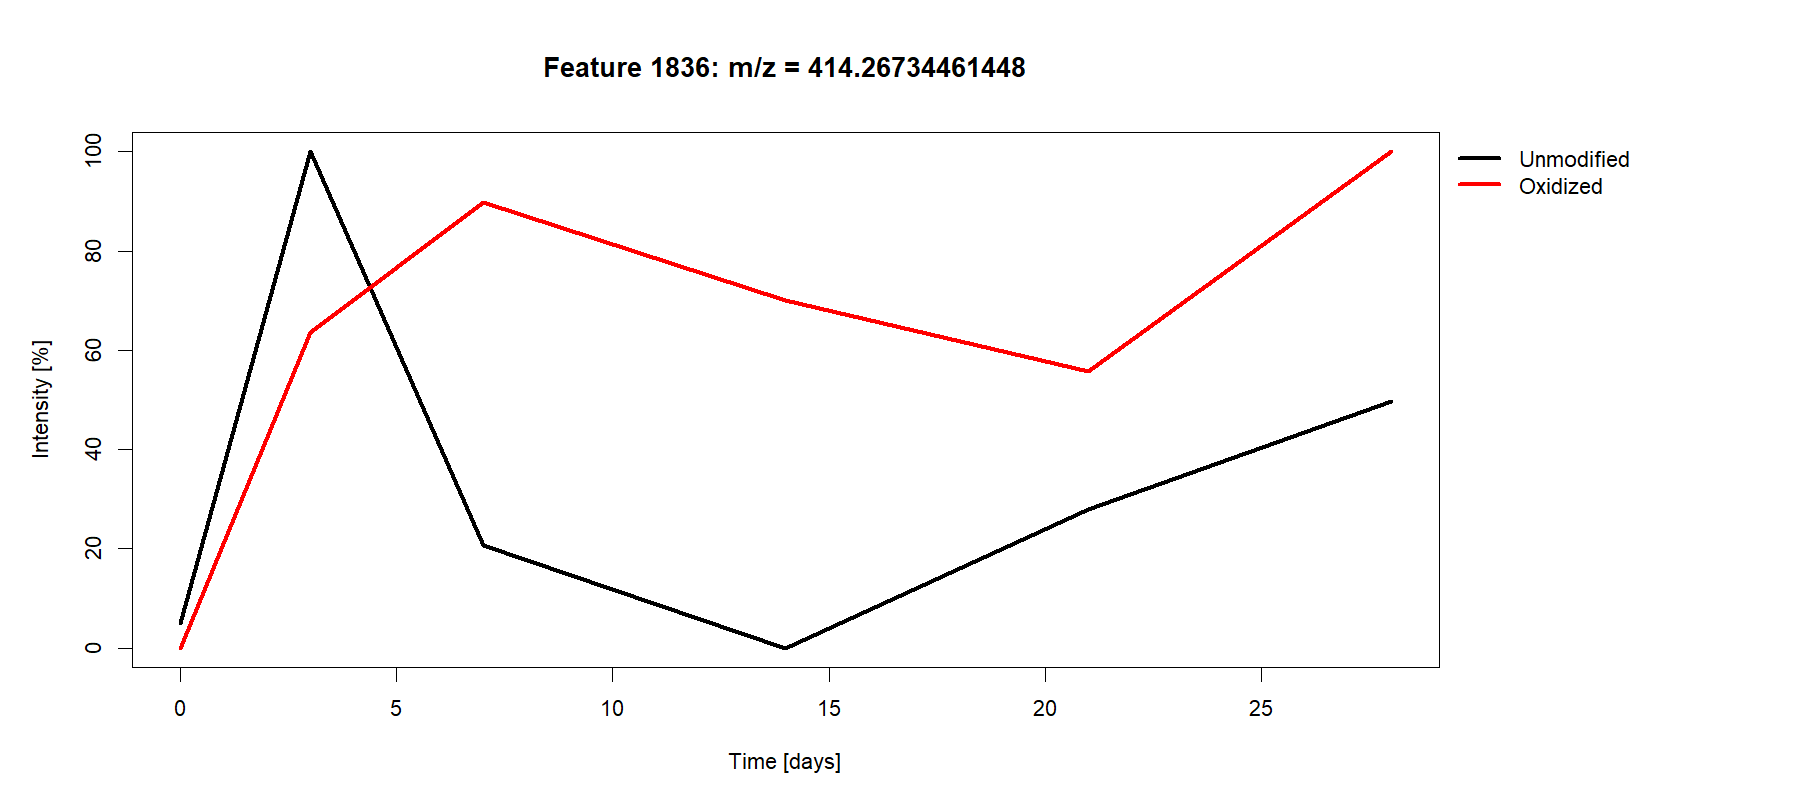 Feature 1836: m/z = 414.26734461448
Unmodified
Oxidized
Intensity [%]
100
80
60
40
20
0
0 5 10 15 20 25
Time [days]